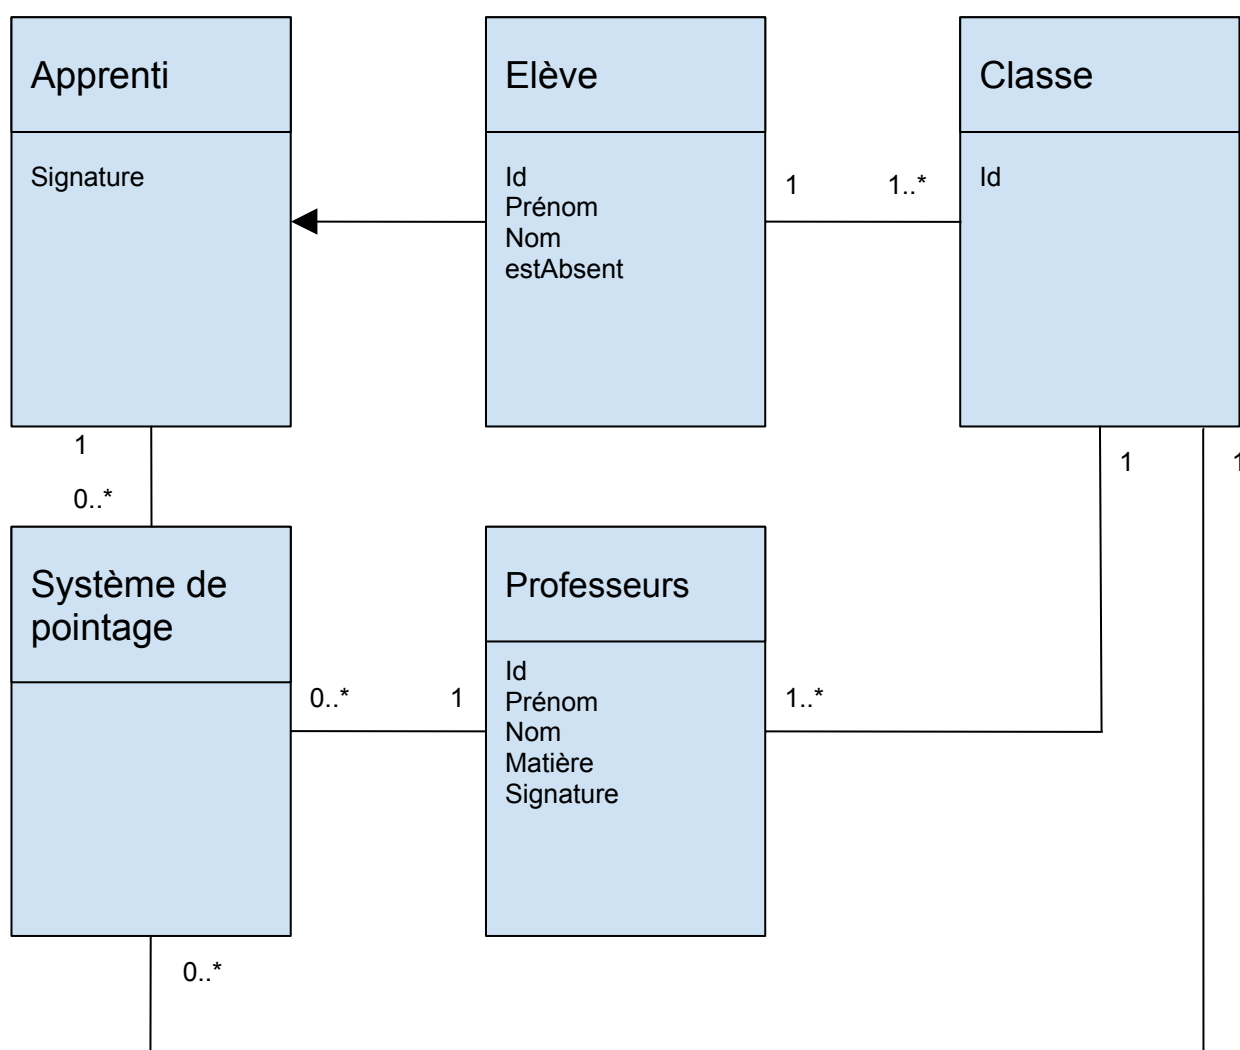 Apprenti
Signature
Elève
Id
Prénom
Nom
estAbsent
1
1..*
Classe
Id
1
0..*
1
1
Système de
pointage
0..*
1
Professeurs
Id
Prénom
Nom
Matière
Signature
1..*
0..*